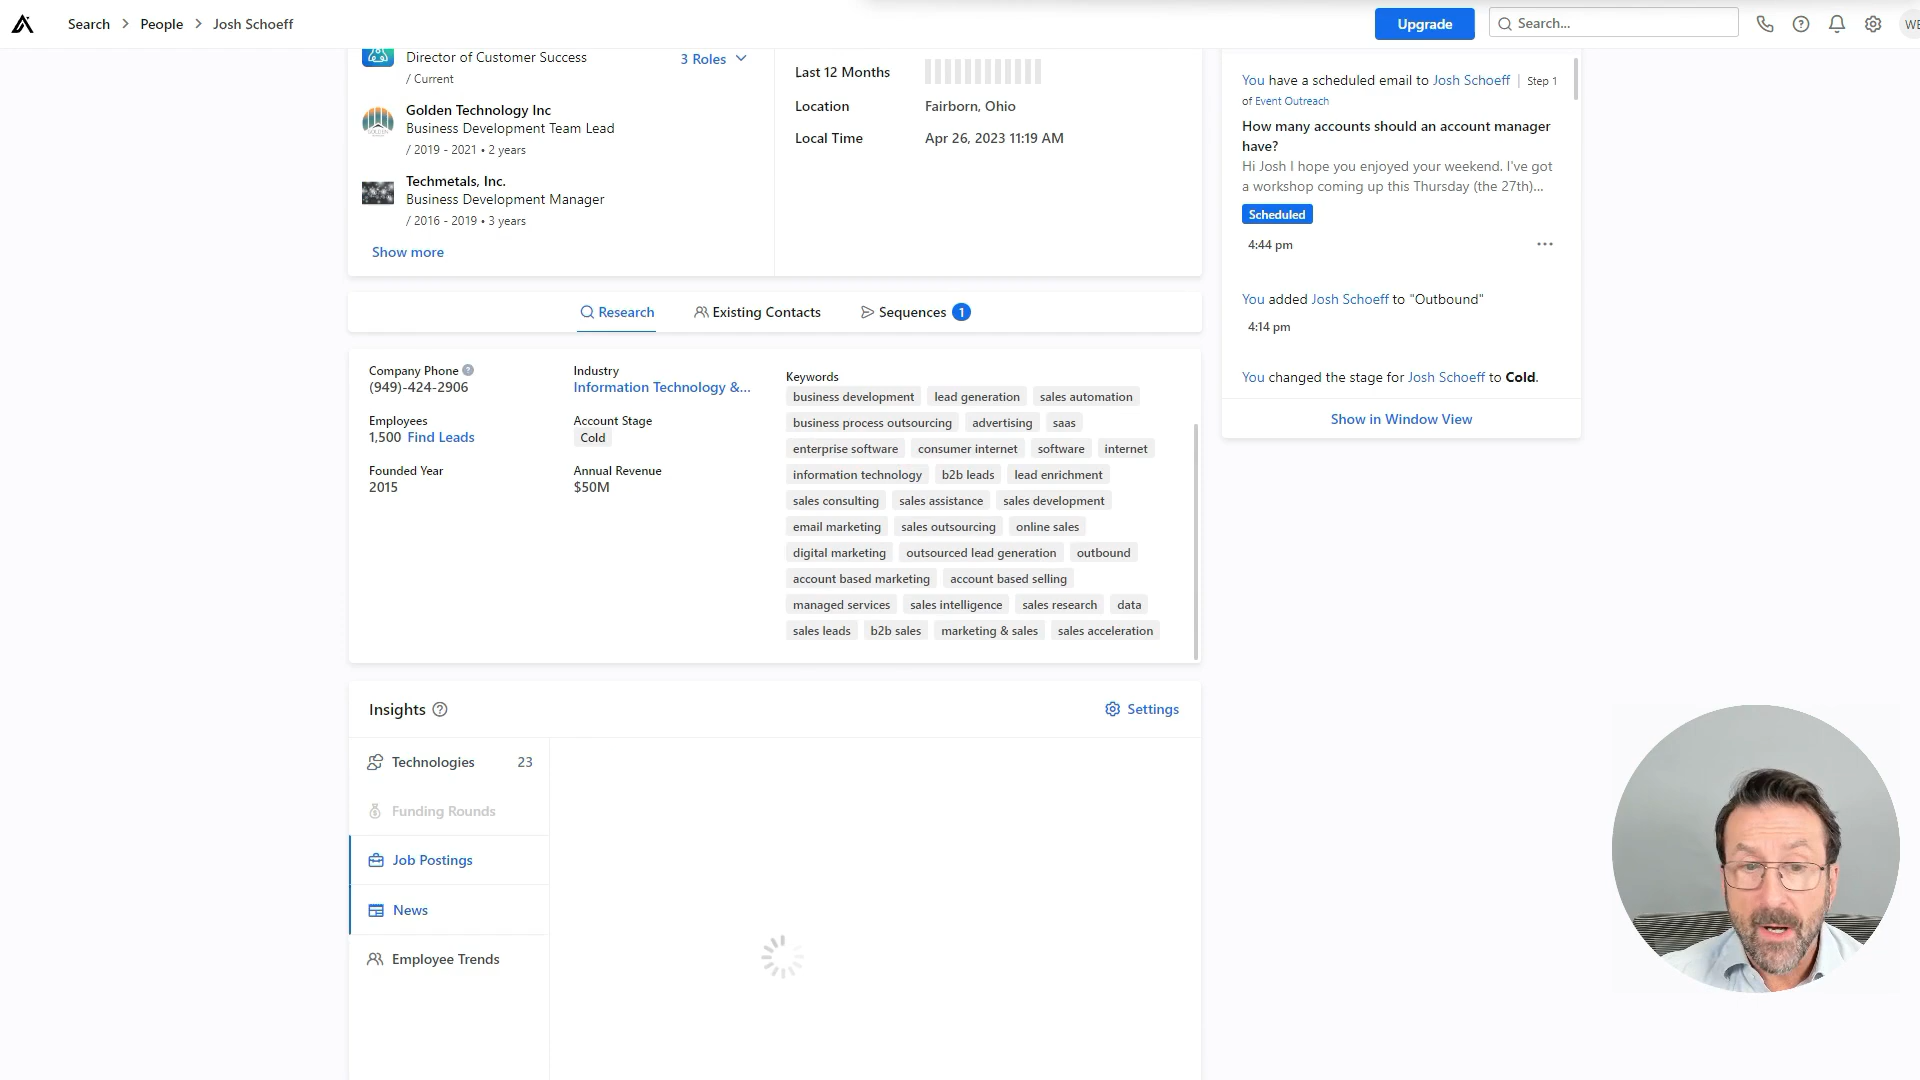 Search > People > Josh Schoeff
Upgrade
Search...
WE
Director of Customer Success
/ Current
3 Roles
Golden Technology Inc
Business Development Team Lead
/ 2019 - 2021 • 2 years
Techmetals, Inc.
Business Development Manager
/ 2016 - 2019 • 3 years
Show more
Last 12 Months
Location Fairborn, Ohio
Local Time Apr 26, 2023 11:19 AM
You have a scheduled email to Josh Schoeff | Step 1
of Event Outreach
How many accounts should an account manager
have?
Hi Josh I hope you enjoyed your weekend. I've got
a workshop coming up this Thursday (the 27th)...
Scheduled
4:44 pm
You added Josh Schoeff to "Outbound"
4:14 pm
You changed the stage for Josh Schoeff to Cold.
Show in Window View
Research
Existing Contacts
Sequences 1
Company Phone
(949)-424-2906
Industry
Information Technology &...
Employees
1,500 Find Leads
Account Stage
Cold
Founded Year
2015
Annual Revenue
$50M
Keywords
business development lead generation sales automation
business process outsourcing advertising saas
enterprise software consumer internet software internet
information technology b2b leads lead enrichment
sales consulting sales assistance sales development
email marketing sales outsourcing online sales
digital marketing outsourced lead generation outbound
account based marketing account based selling
managed services sales intelligence sales research data
sales leads b2b sales marketing & sales sales acceleration
Insights
Settings
Technologies 23
Funding Rounds
Job Postings
News
Employee Trends